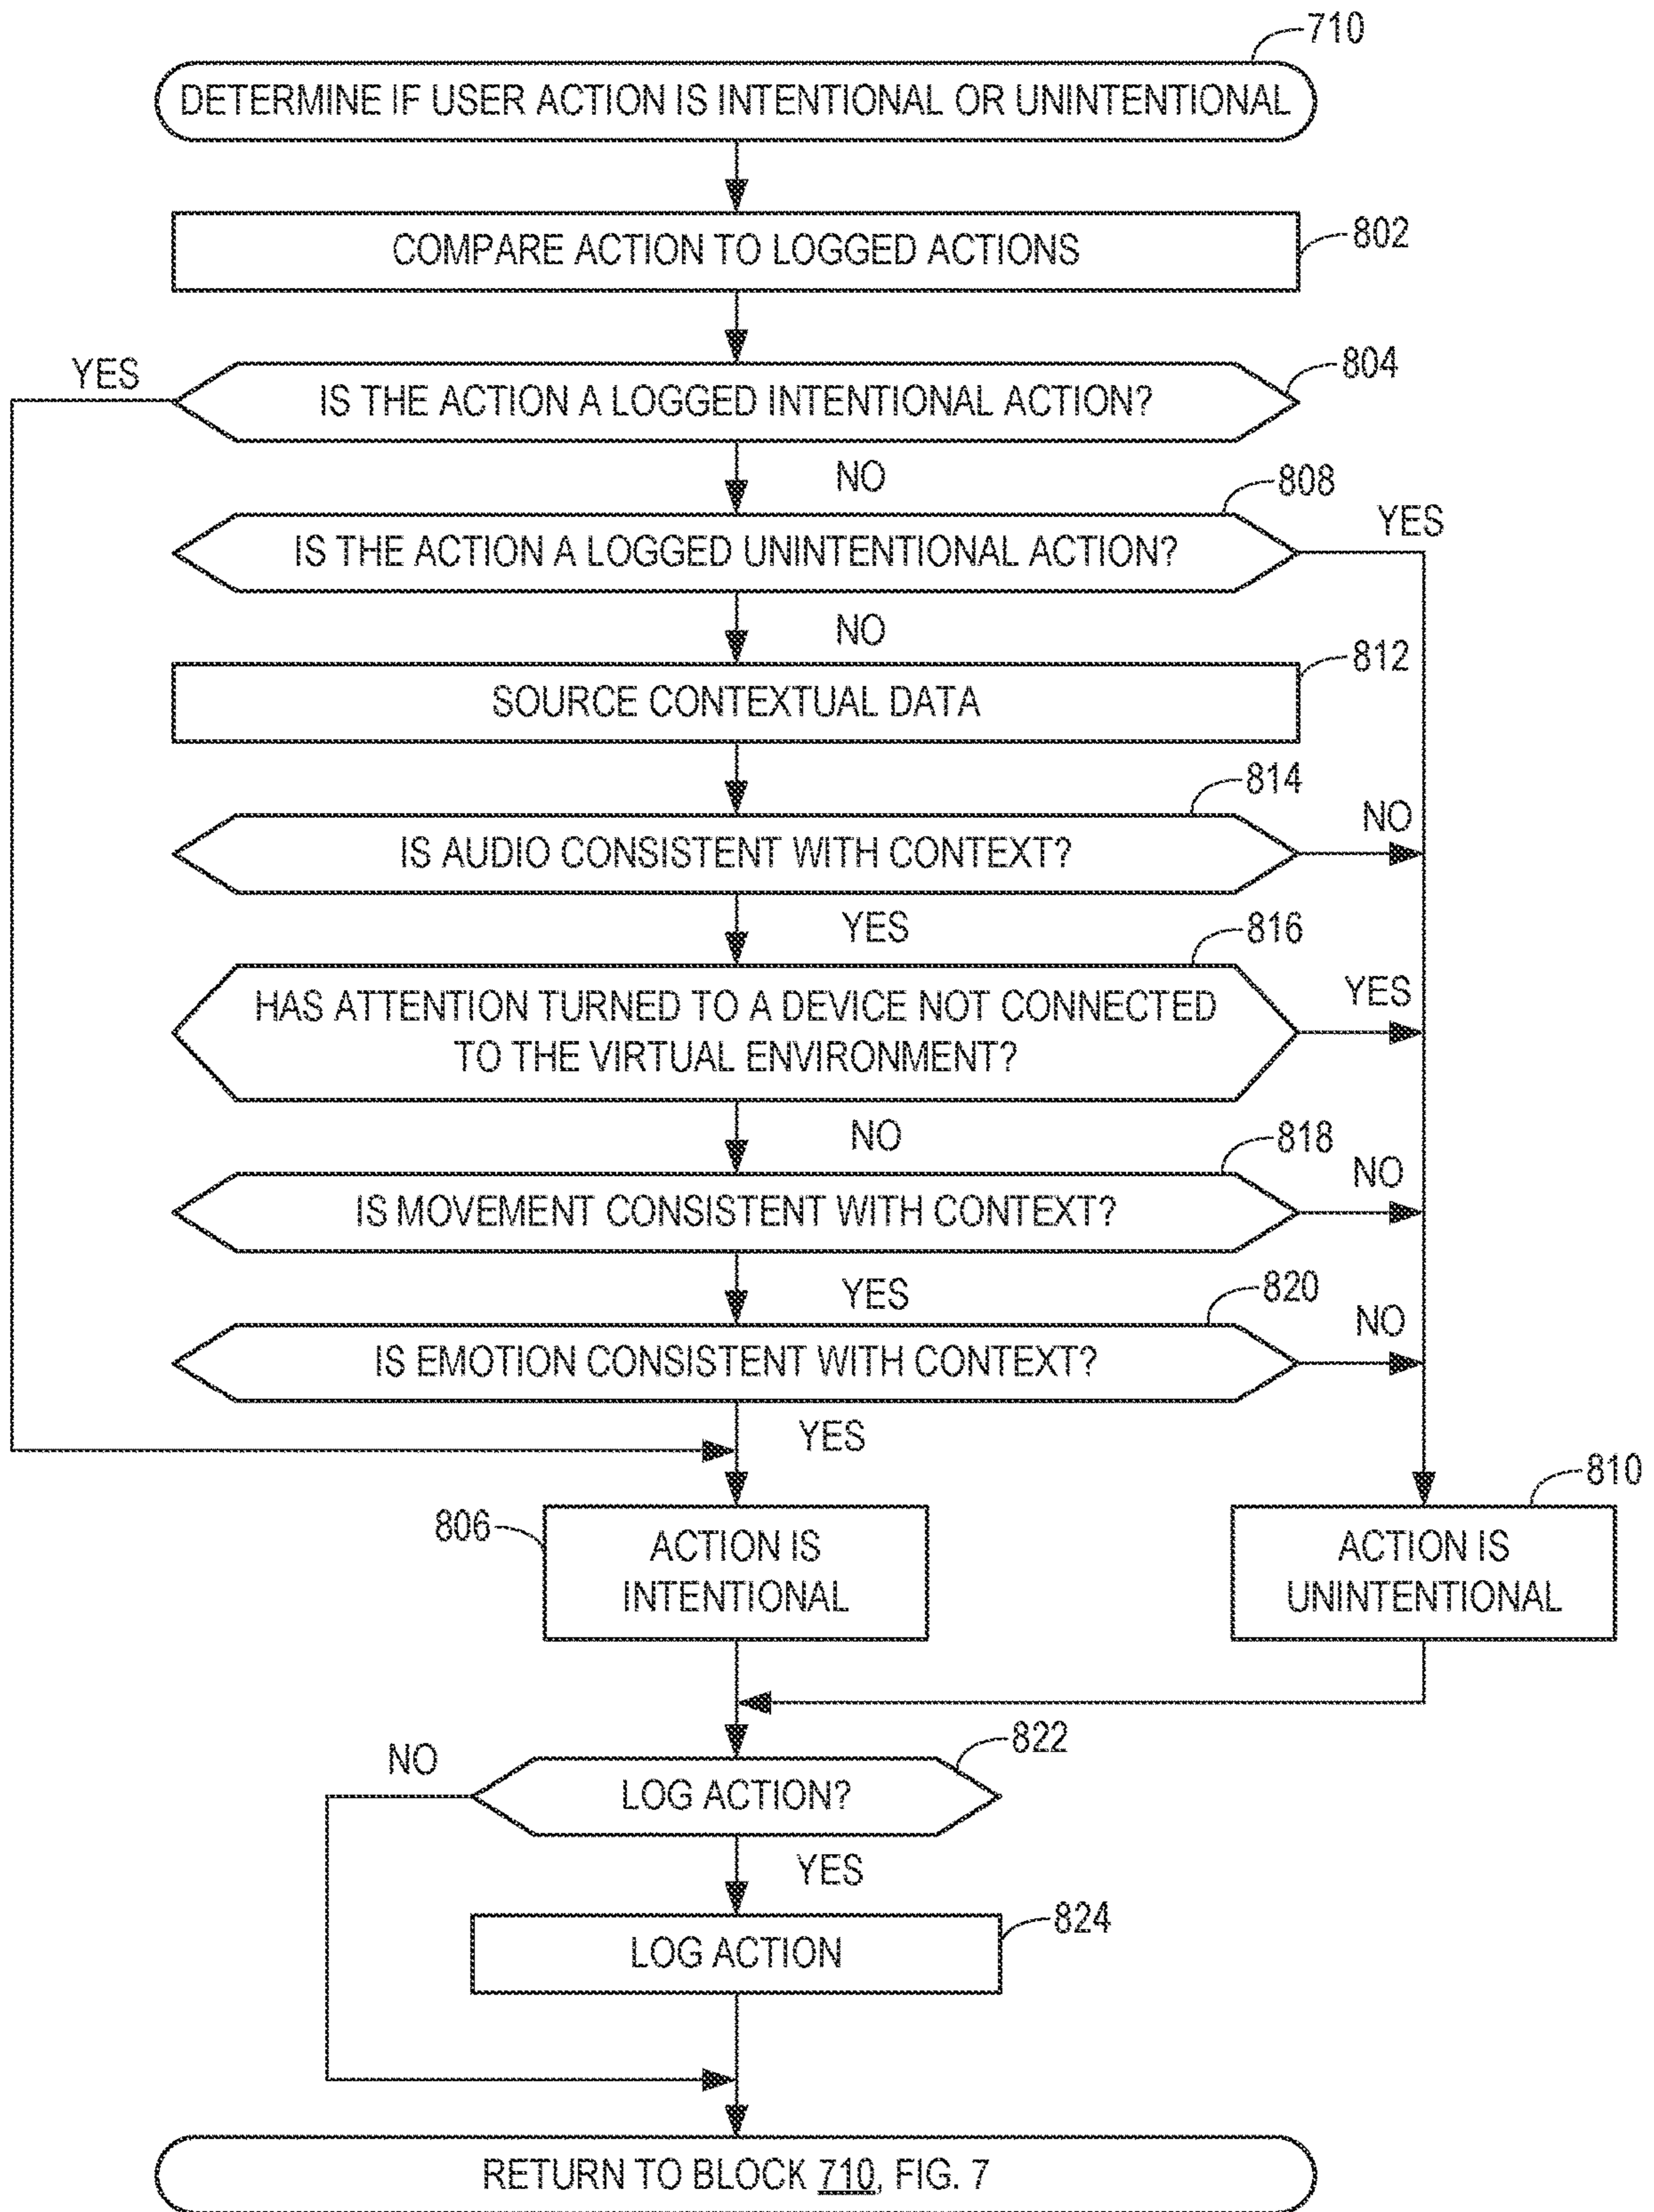 710
DETERMINE IF USER ACTION IS INTENTIONAL OR UNINTENTIONAL
COMPARE ACTION TO LOGGED ACTIONS
802
YES
IS THE ACTION A LOGGED INTENTIONAL ACTION?
804
NO
808
IS THE ACTION A LOGGED UNINTENTIONAL ACTION?
YES
NO
SOURCE CONTEXTUAL DATA
812
814
IS AUDIO CONSISTENT WITH CONTEXT?
NO
YES
816
HAS ATTENTION TURNED TO A DEVICE NOT CONNECTED
TO THE VIRTUAL ENVIRONMENT?
YES
NO
818
IS MOVEMENT CONSISTENT WITH CONTEXT?
NO
YES
820
IS EMOTION CONSISTENT WITH CONTEXT?
NO
YES
806
ACTION IS
INTENTIONAL
810
ACTION IS
UNINTENTIONAL
NO
822
LOG ACTION?
YES
LOG ACTION
824
RETURN TO BLOCK 710, FIG. 7